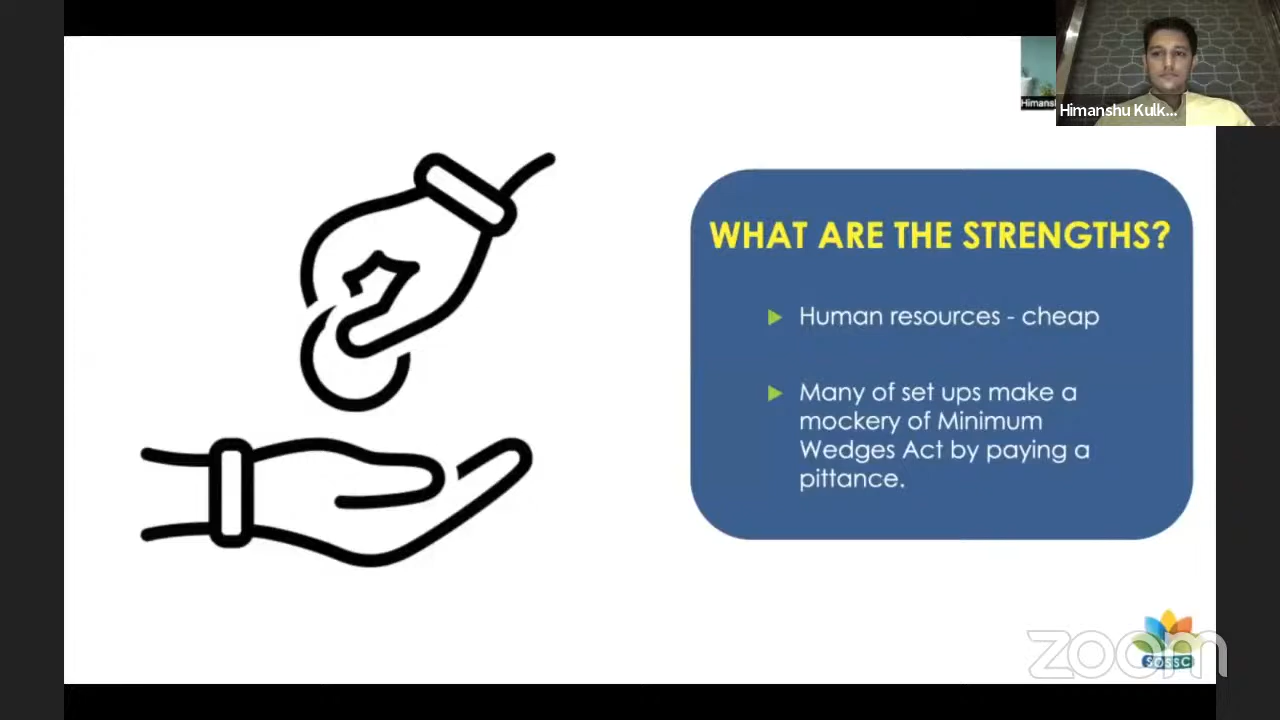 Himansh
Himanshu Kulk...
WHAT ARE THE STRENGTHS?
Human resources - cheap
Many of set ups make a
mockery of Minimum
Wedges Act by paying a
pittance.
zoom
SOSSC